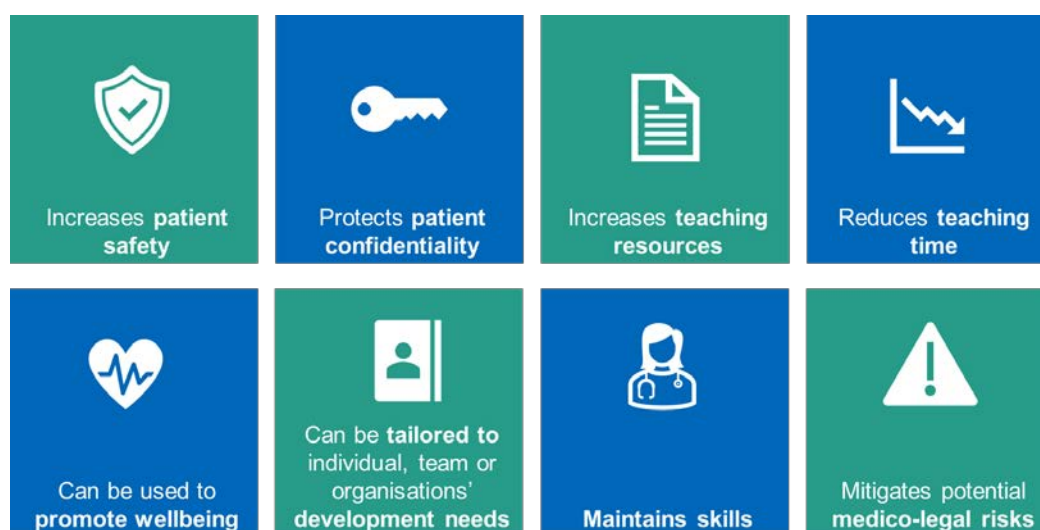 Increases patient
safety
Protects patient
confidentiality
Increases teaching
resources
Reduces teaching
time
Can be used to
promote wellbeing
Can be tailored to
individual, team or
organisations’
development needs
Maintains skills
Mitigates potential
medico-legal risks